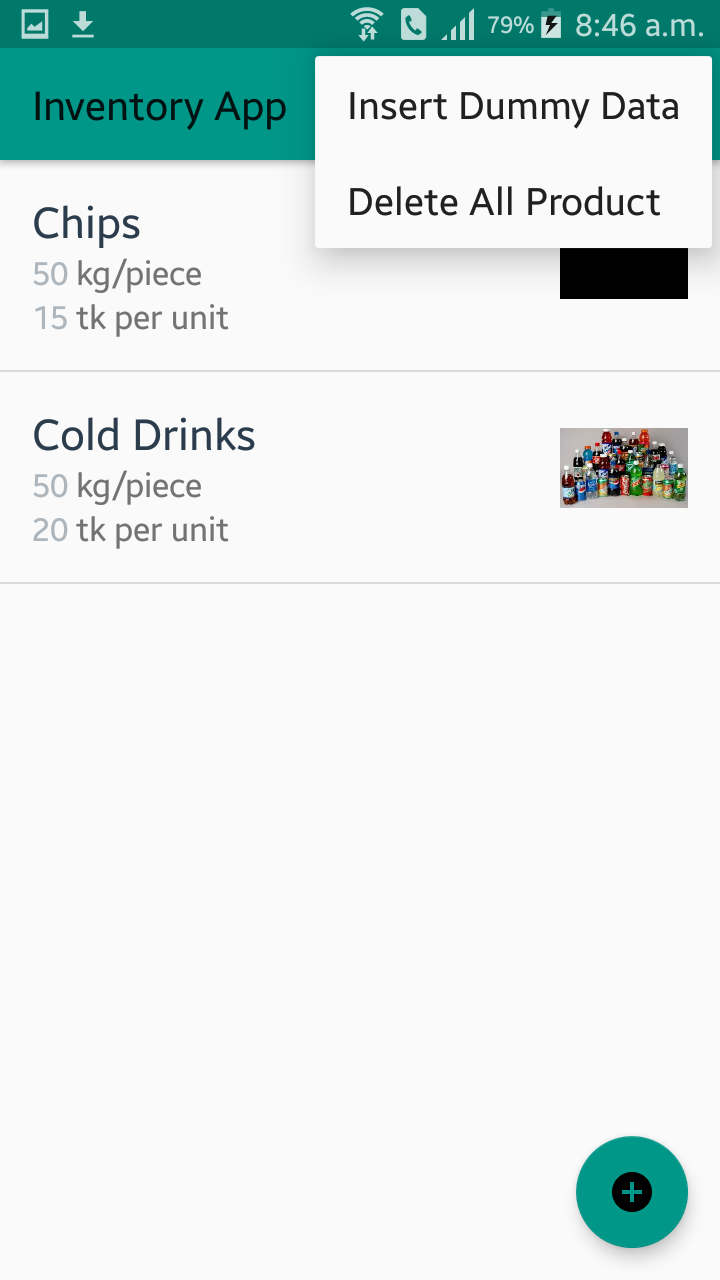 79% 8:46 a.m.
Inventory App
Insert Dummy Data
Delete All Product
Chips
50 kg/piece
15 tk per unit
Cold Drinks
50 kg/piece
20 tk per unit